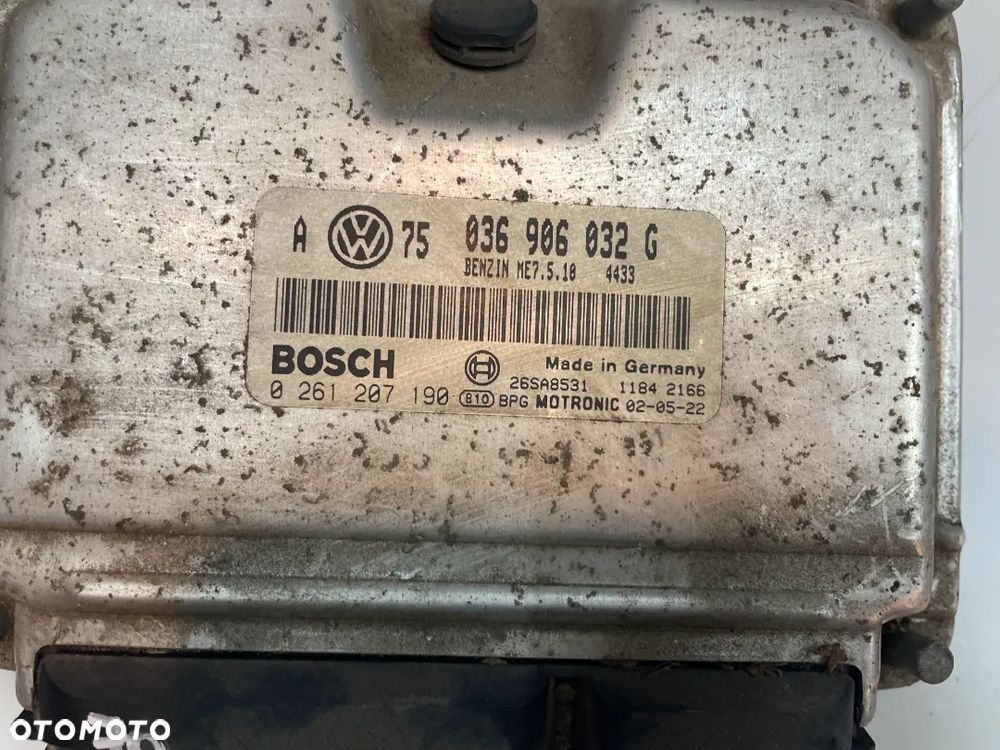 A VW 75 036 906 032 G
BENZIN ME7.5.10 4433
BOSCH Made in Germany
26SA8531 1184 2166
0 261 207 190 810 BPG MOTRONIC 02-05-22
OTOMOTO